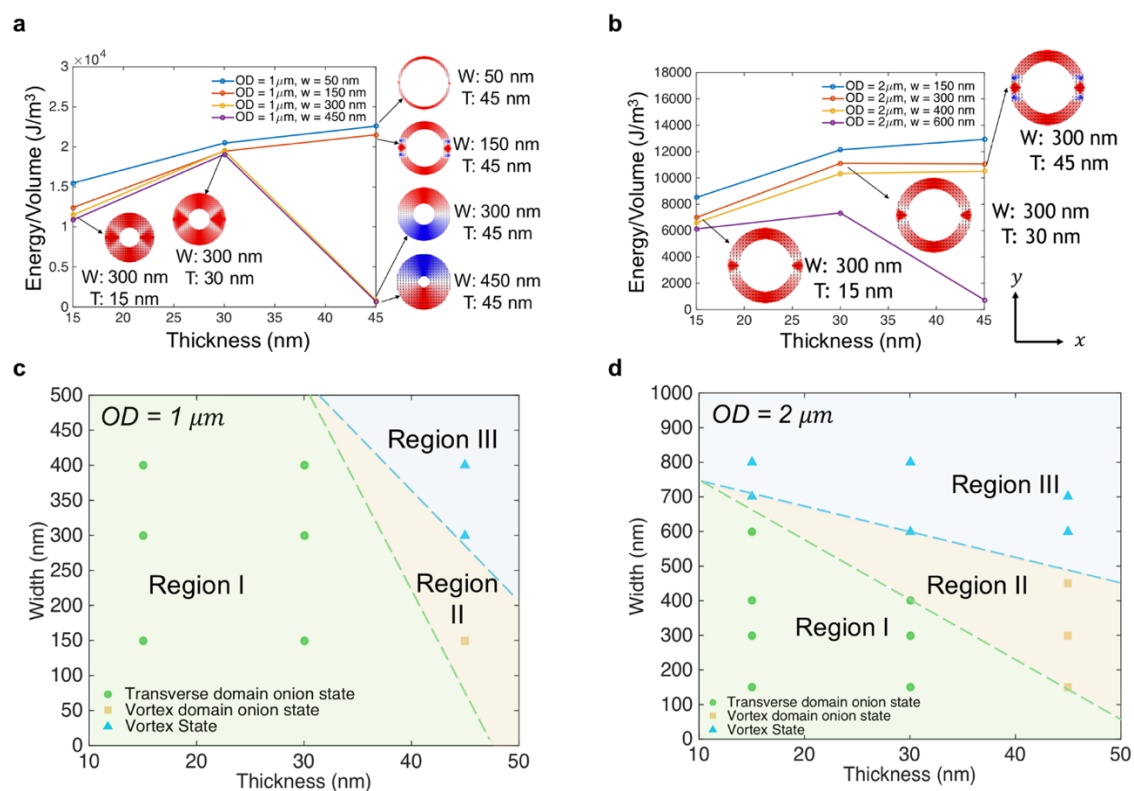 a
×10⁴
3
2.5
2
1.5
1
0.5
0
Energy/Volume (J/m³)
OD = 1 μm, w = 50 nm
OD = 1 μm, w = 150 nm
OD = 1 μm, w = 300 nm
OD = 1 μm, w = 450 nm
W: 50 nm
T: 45 nm
W: 150 nm
T: 45 nm
W: 300 nm
T: 45 nm
W: 450 nm
T: 45 nm
W: 300 nm
T: 15 nm
W: 300 nm
T: 30 nm
15 20 25 30 35 40 45
Thickness (nm)
b
18000
16000
14000
12000
10000
8000
6000
4000
2000
0
Energy/Volume (J/m³)
OD = 2μm, w = 150 nm
OD = 2μm, w = 300 nm
OD = 2μm, w = 400 nm
OD = 2μm, w = 600 nm
W: 300 nm
T: 45 nm
W: 300 nm
T: 30 nm
W: 300 nm
T: 15 nm
15 20 25 30 35 40 45
Thickness (nm)
y
x
c
500
450
400
350
300
250
200
150
100
50
0
Width (nm)
OD = 1 μm
Region III
Region I
Region
II
Transverse domain onion state
Vortex domain onion state
Vortex State
10 20 30 40 50
Thickness (nm)
d
1000
900
800
700
600
500
400
300
200
100
0
Width (nm)
OD = 2 μm
Region III
Region II
Region I
Transverse domain onion state
Vortex domain onion state
Vortex State
10 20 30 40 50
Thickness (nm)